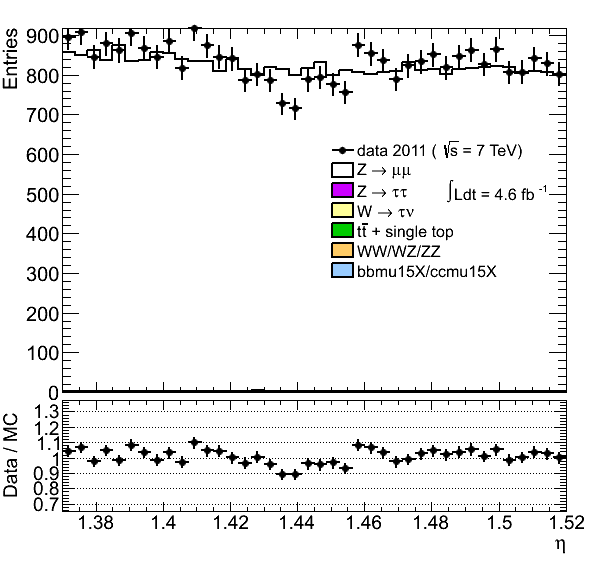 Entries
900
800
700
600
500
400
300
200
100
0
data 2011 ( √s = 7 TeV)
Z → μμ
Z → ττ
∫Ldt = 4.6 fb⁻¹
W → τν
tt̄ + single top
WW/WZ/ZZ
bbmu15X/ccmu15X
Data / MC
1.3
1.2
1.1
1.0
0.9
0.8
0.7
1.38 1.4 1.42 1.44 1.46 1.48 1.5 1.52
η